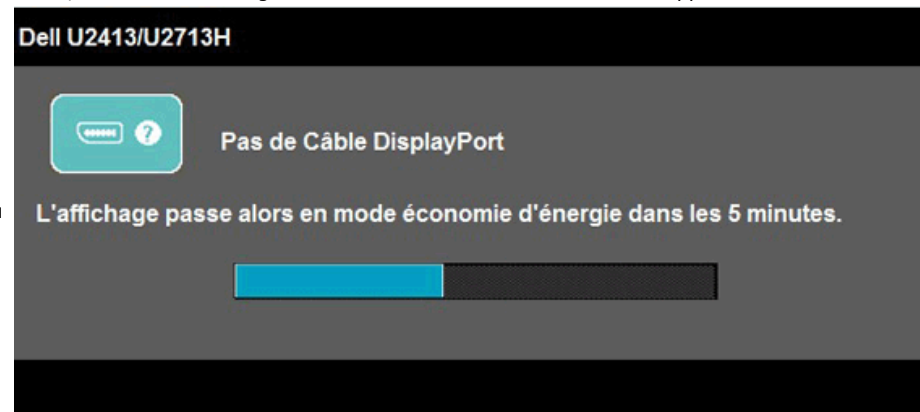 Dell U2413/U2713H
?
Pas de Câble DisplayPort
L'affichage passe alors en mode économie d'énergie dans les 5 minutes.